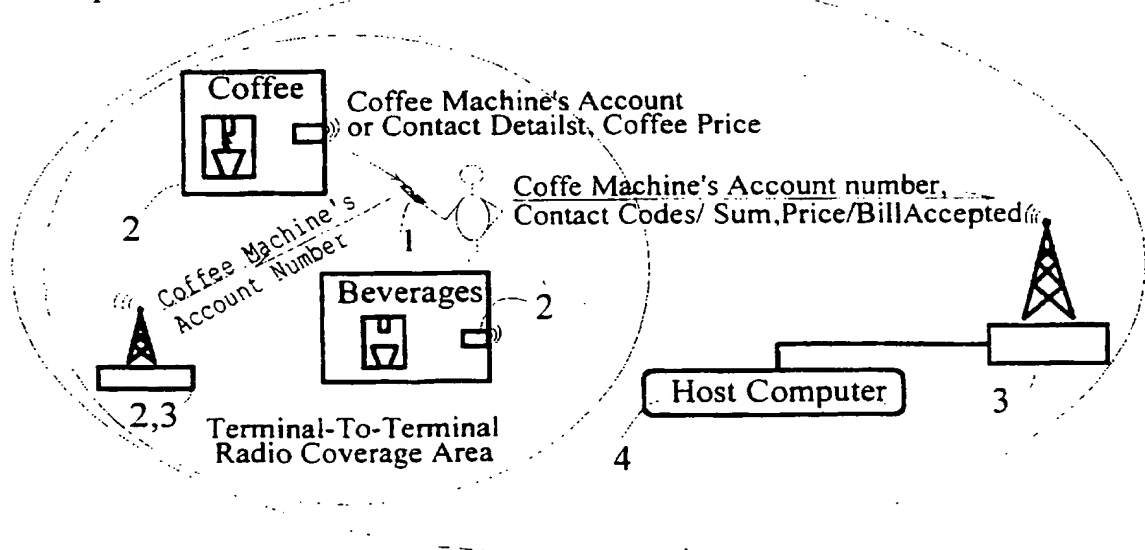 Coffee
Coffee Machine's Account
or Contact Detailst, Coffee Price
Coffe Machine's Account number,
Contact Codes/ Sum,Price/BillAccepted
2
1
Coffee Machine's
Account Number
Beverages
2
2,3
Terminal-To-Terminal
Radio Coverage Area
Host Computer
3
4